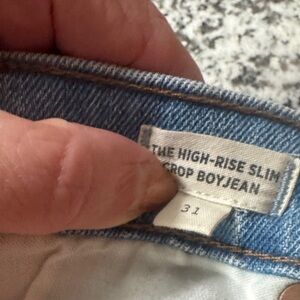 THE HIGH-RISE SLIM
CROP BOYJEAN
31